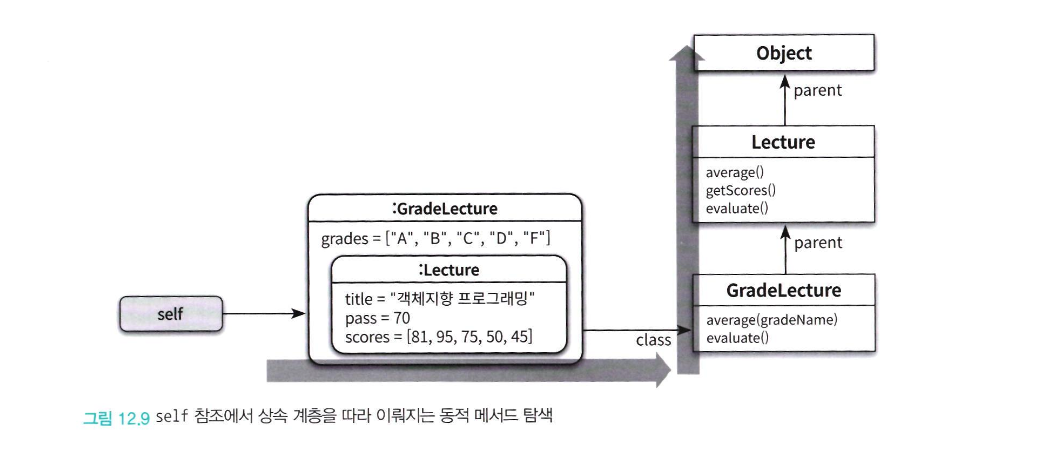 Object
parent
Lecture
average()
getScores()
evaluate()
parent
GradeLecture
average(gradeName)
evaluate()
:GradeLecture
grades = ["A", "B", "C", "D", "F"]
:Lecture
title = "객체지향 프로그래밍"
pass = 70
scores = [81, 95, 75, 50, 45]
self
class
그림 12.9 self 참조에서 상속 계층을 따라 이뤄지는 동적 메서드 탐색